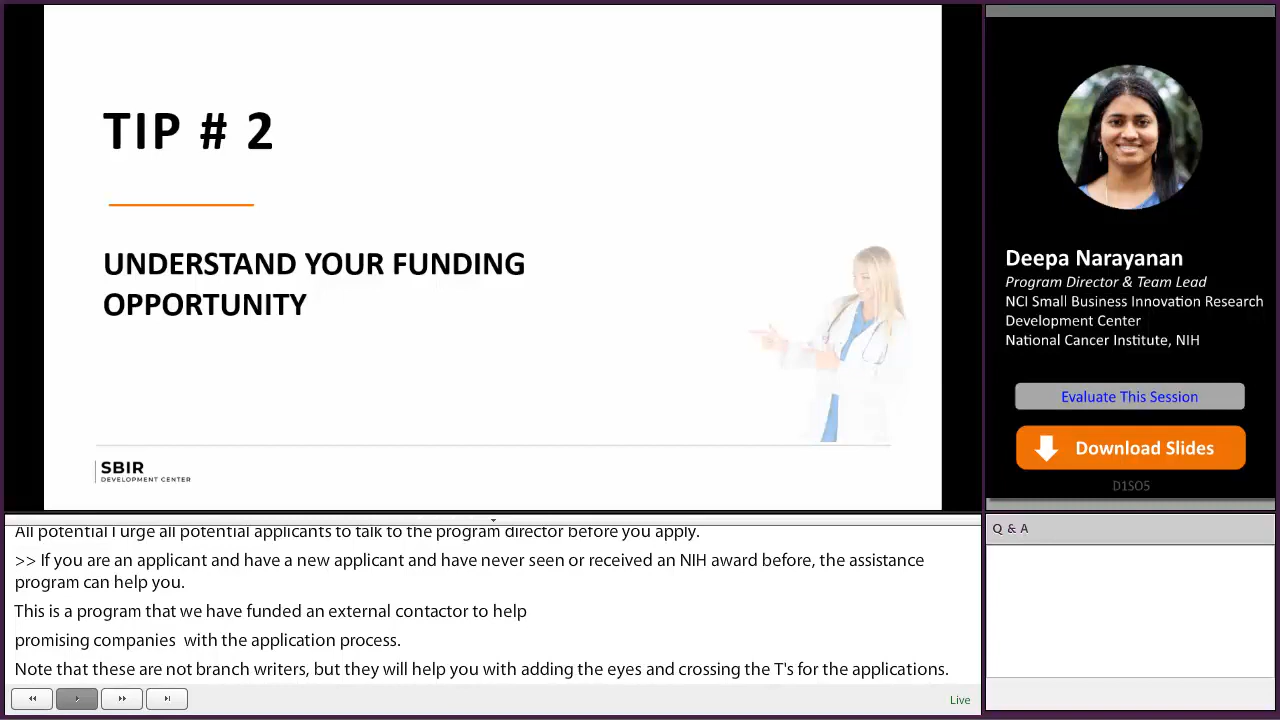 TIP # 2
UNDERSTAND YOUR FUNDING
OPPORTUNITY
SBIR
DEVELOPMENT CENTER
Deepa Narayanan
Program Director & Team Lead
NCI Small Business Innovation Research
Development Center
National Cancer Institute, NIH
Evaluate This Session
Download Slides
D1SO5
All potential I urge all potential applicants to talk to the program director before you apply.
>> If you are an applicant and have a new applicant and have never seen or received an NIH award before, the assistance
program can help you.
This is a program that we have funded an external contactor to help
promising companies  with the application process.
Note that these are not branch writers, but they will help you with adding the eyes and crossing the T's for the applications.
Live
Q & A